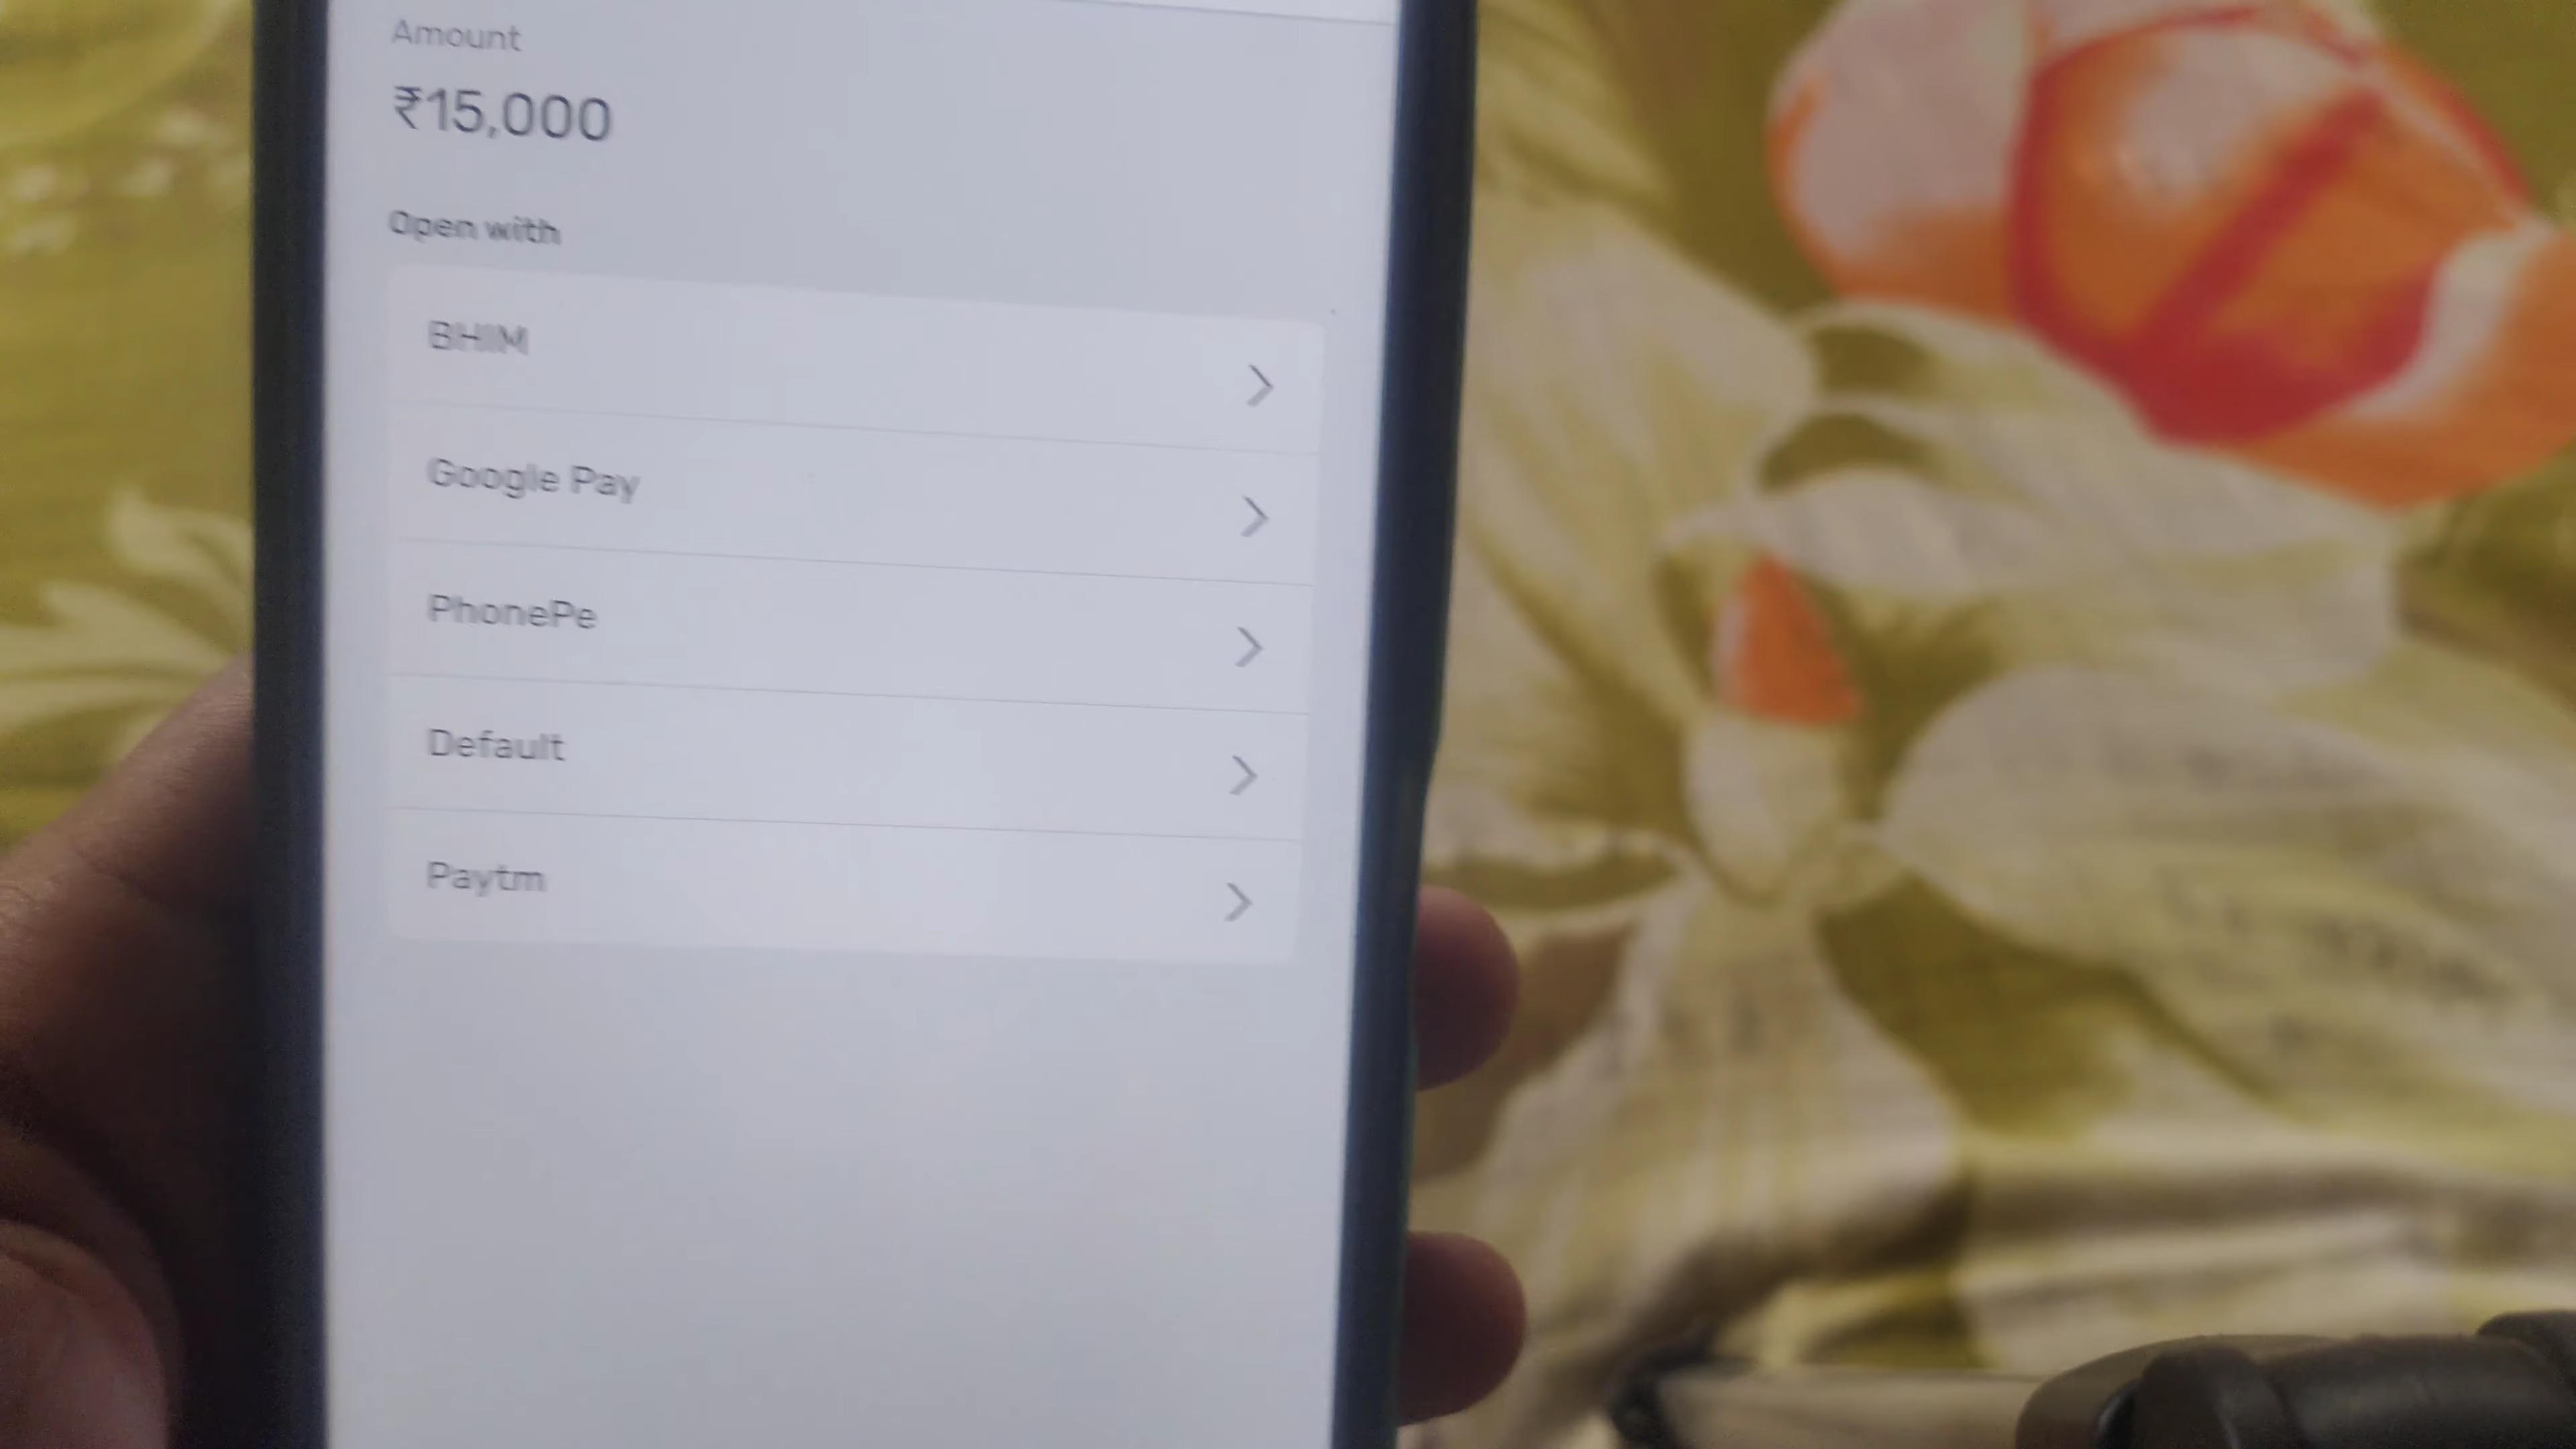 Amount
₹15,000
Open with
BHIM
Google Pay
PhonePe
Default
Paytm